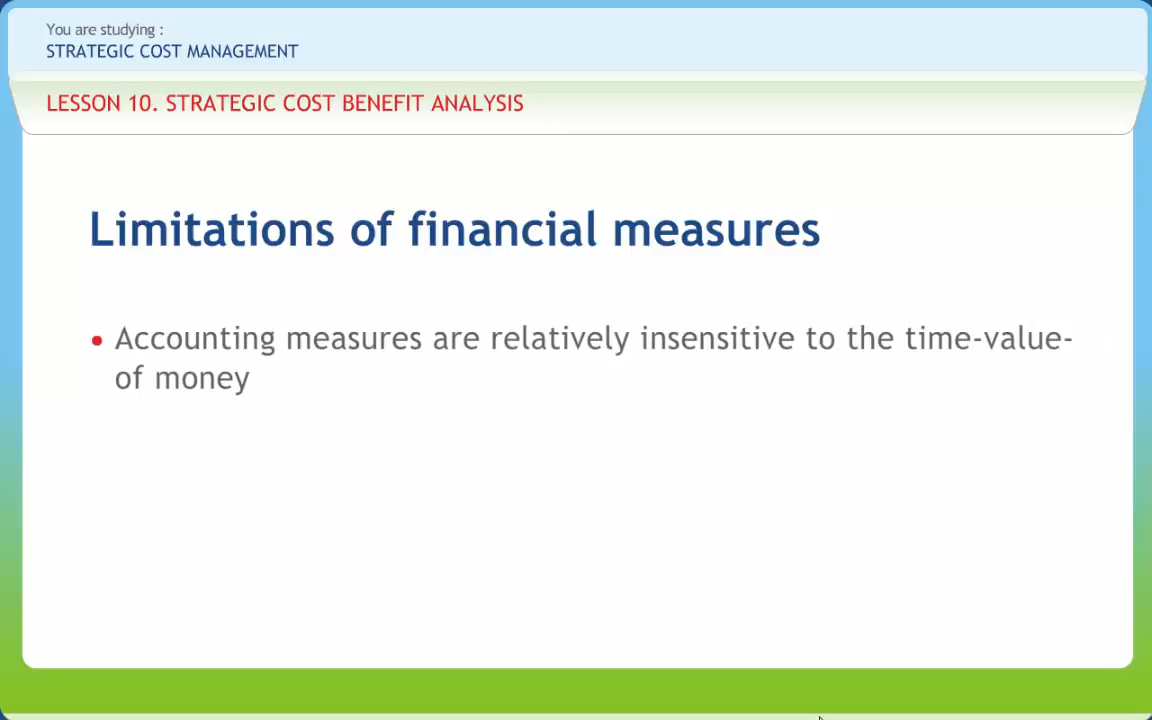 You are studying :
STRATEGIC COST MANAGEMENT
LESSON 10. STRATEGIC COST BENEFIT ANALYSIS
Limitations of financial measures
• Accounting measures are relatively insensitive to the time-value-
of money